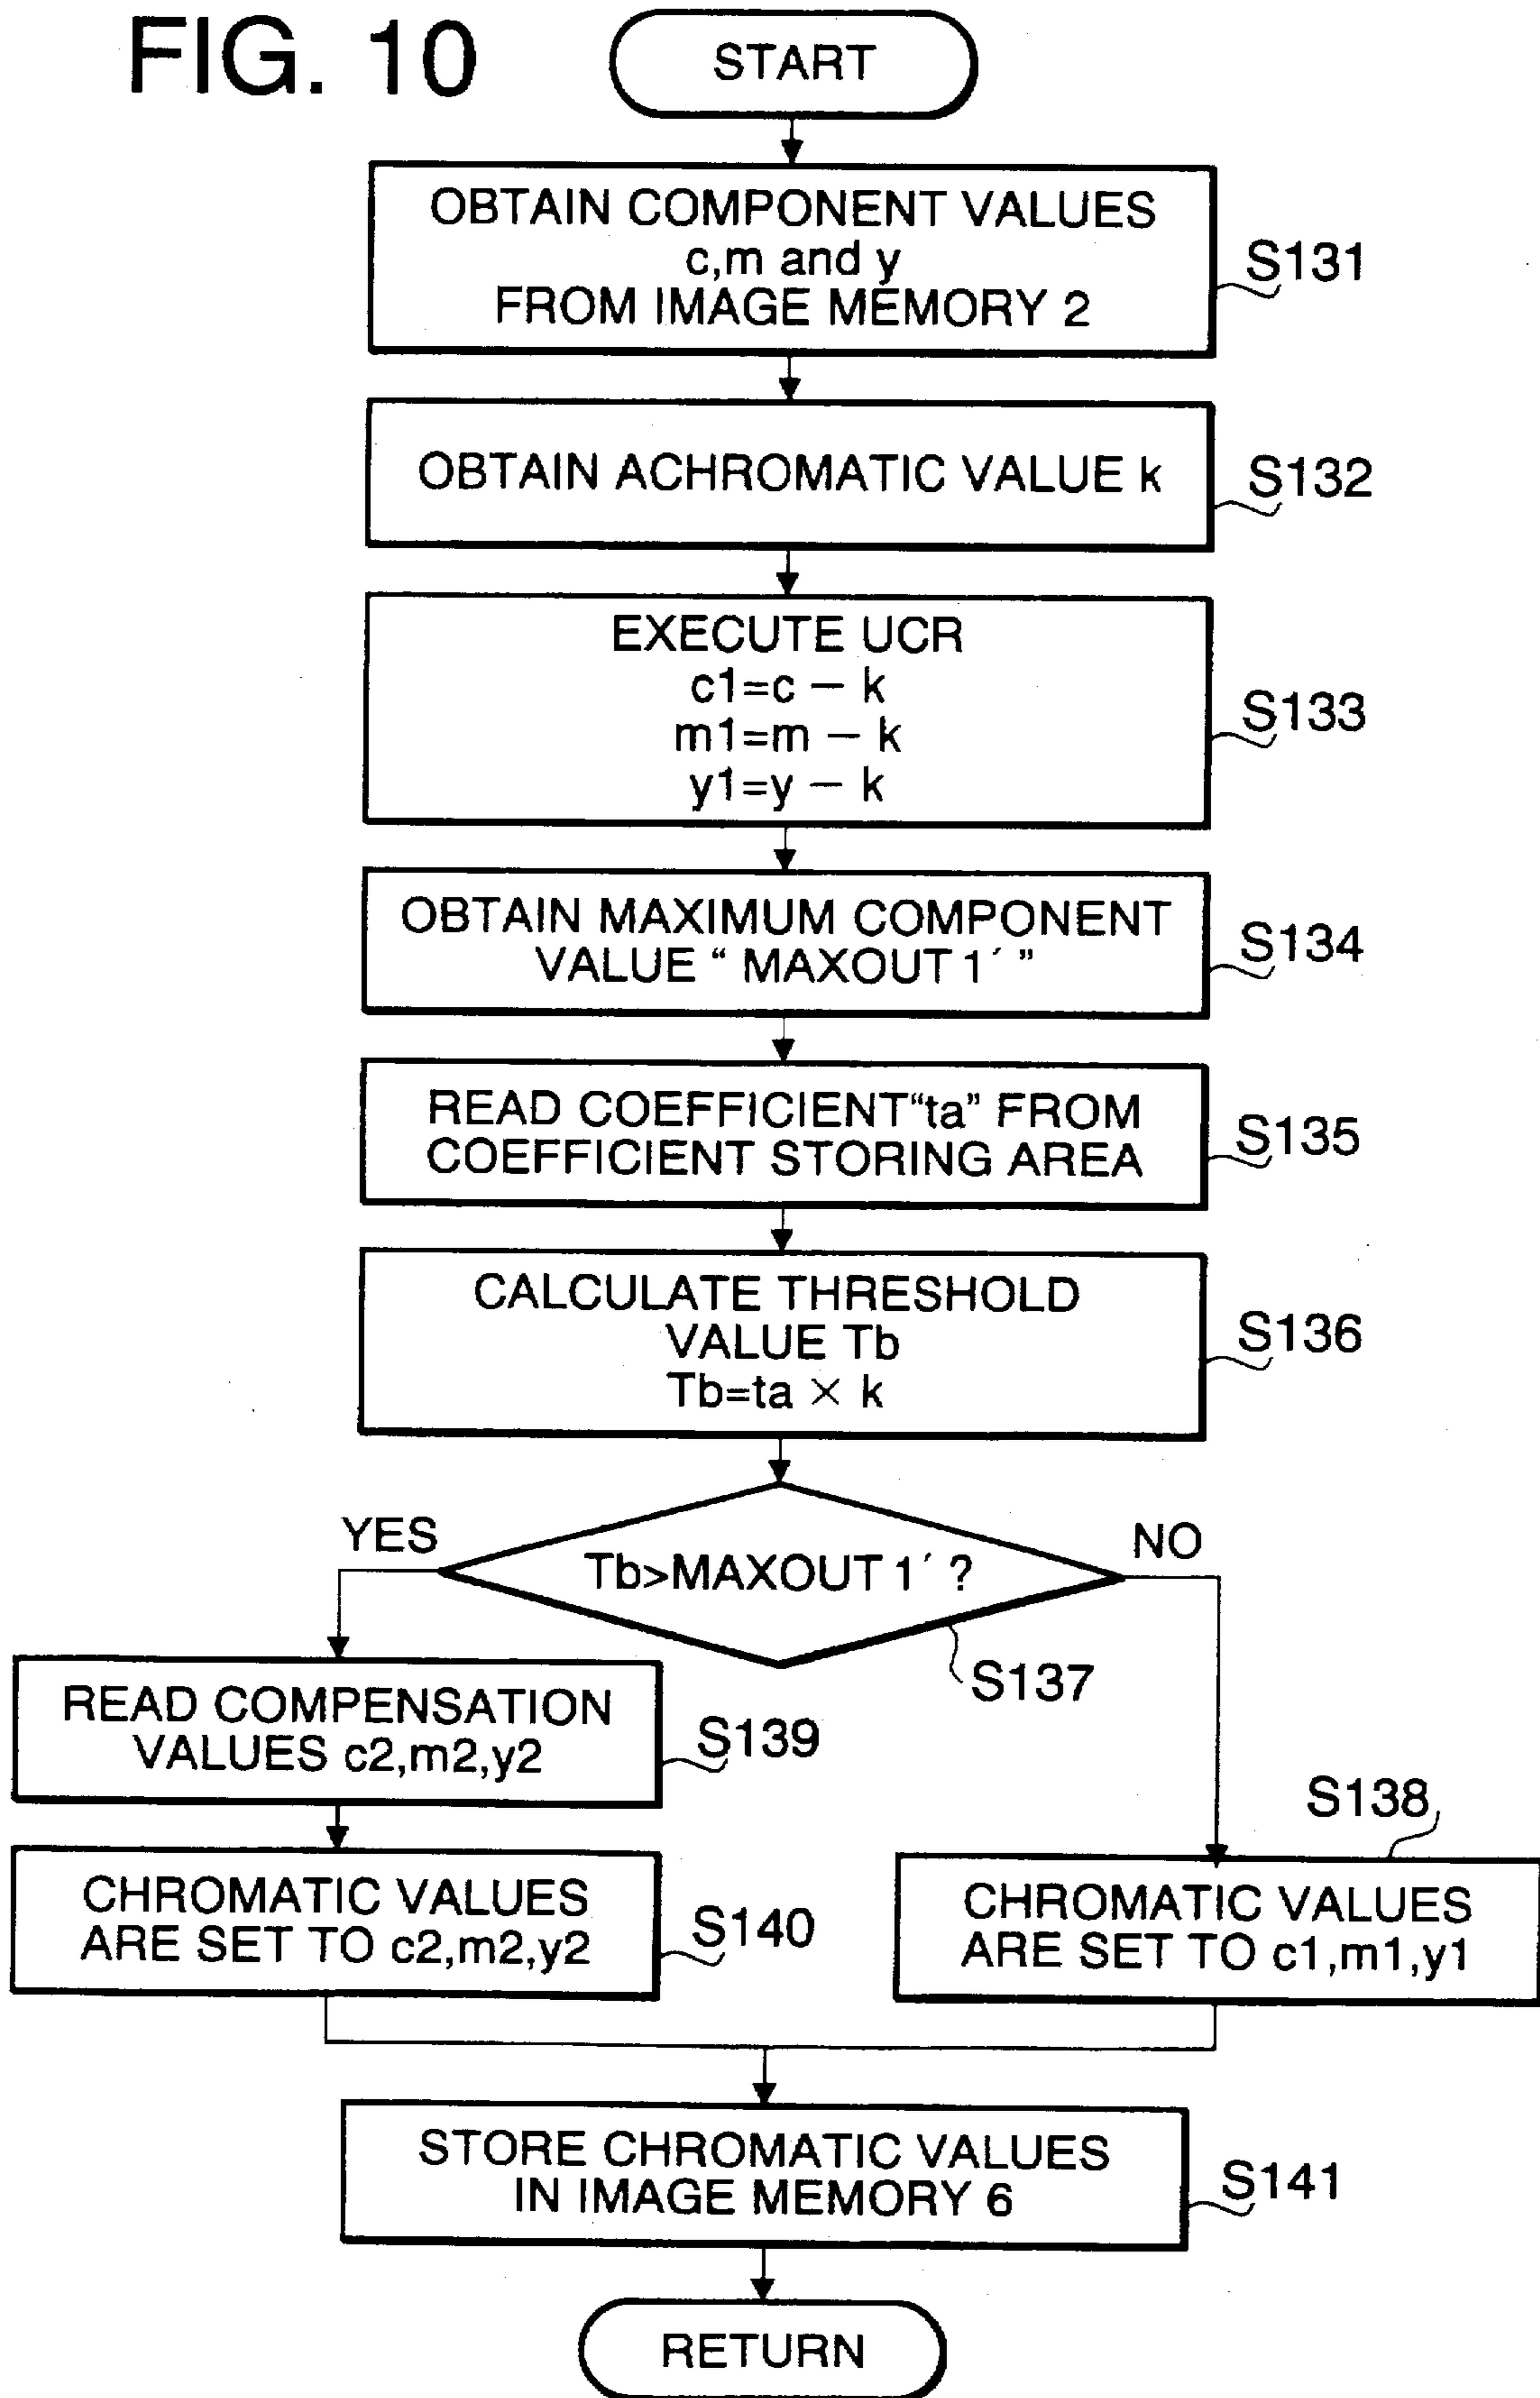 FIG. 10
START
OBTAIN COMPONENT VALUES
c,m and y
FROM IMAGE MEMORY 2
S131
OBTAIN ACHROMATIC VALUE k
S132
EXECUTE UCR
c1=c − k
m1=m − k
y1=y − k
S133
OBTAIN MAXIMUM COMPONENT
VALUE “ MAXOUT 1´ ”
S134
READ COEFFICIENT“ta” FROM
COEFFICIENT STORING AREA
S135
CALCULATE THRESHOLD
VALUE Tb
Tb=ta × k
S136
YES
Tb>MAXOUT 1´ ?
NO
S137
READ COMPENSATION
VALUES c2,m2,y2
S139
S138
CHROMATIC VALUES
ARE SET TO c2,m2,y2
S140
CHROMATIC VALUES
ARE SET TO c1,m1,y1
STORE CHROMATIC VALUES
IN IMAGE MEMORY 6
S141
RETURN